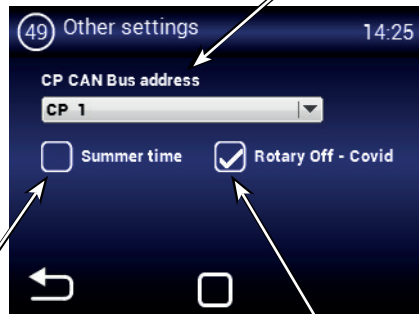 49 Other settings 14:25
CP CAN Bus address
CP 1
Summer time Rotary Off - Covid